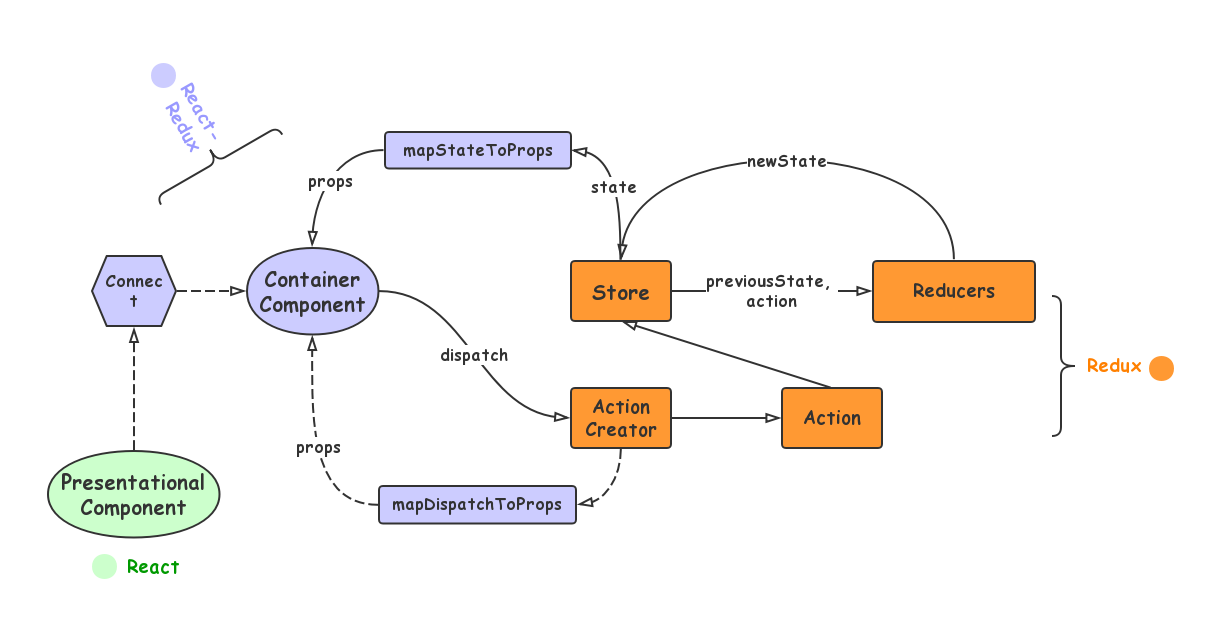 React-
Redux
mapStateToProps
newState
props
state
Connec
t
Container
Component
Store
previousState,
action
Reducers
dispatch
Redux
Action
Creator
Action
props
Presentational
Component
mapDispatchToProps
React